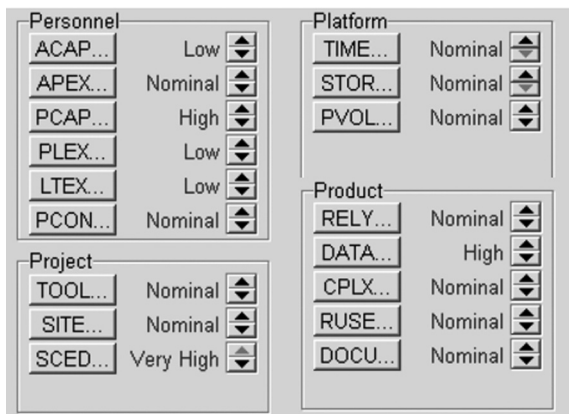 Personnel
ACAP... Low
APEX... Nominal
PCAP... High
PLEX... Low
LTEX... Low
PCON... Nominal
Project
TOOL... Nominal
SITE... Nominal
SCED... Very High
Platform
TIME... Nominal
STOR... Nominal
PVOL... Nominal
Product
RELY... Nominal
DATA... High
CPLX... Nominal
RUSE... Nominal
DOCU... Nominal